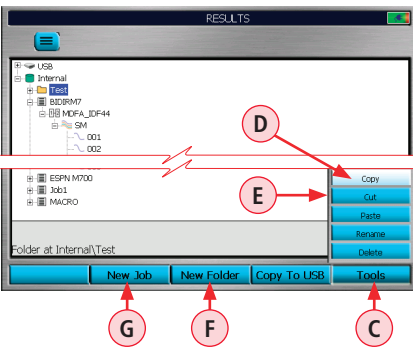 RESULTS
USB
Internal
Test
BIDIRM7
MDFA_IDF44
SM
001
002
ESPN M700
Job1
MACRO
D
E
Copy
Cut
Paste
Rename
Delete
Folder at Internal\Test
New Job
New Folder
Copy To USB
Tools
G
F
C